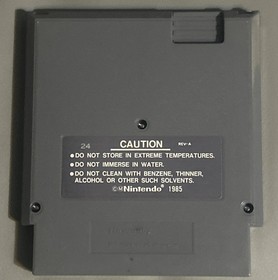 24 CAUTION REV-A
• DO NOT STORE IN EXTREME TEMPERATURES.
• DO NOT IMMERSE IN WATER.
• DO NOT CLEAN WITH BENZENE, THINNER,
ALCOHOL OR OTHER SUCH SOLVENTS.
©Nintendo® 1985